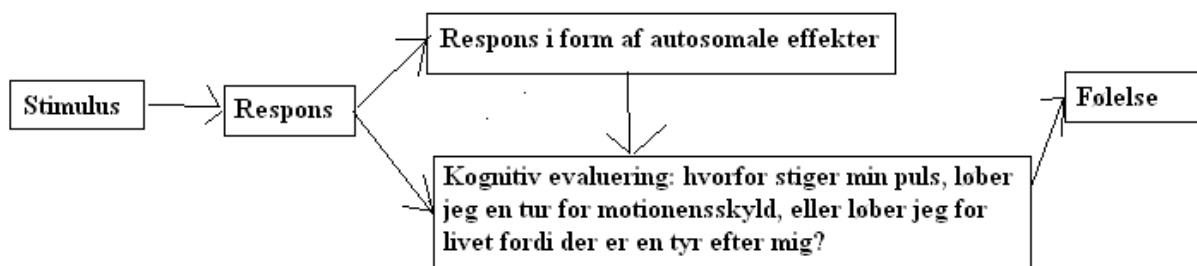 Respons i form af autosomale effekter
Stimulus
Respons
Følelse
Kognitiv evaluering: hvorfor stiger min puls, løber
jeg en tur for motionensskyld, eller løber jeg for
livet fordi der er en tyr efter mig?